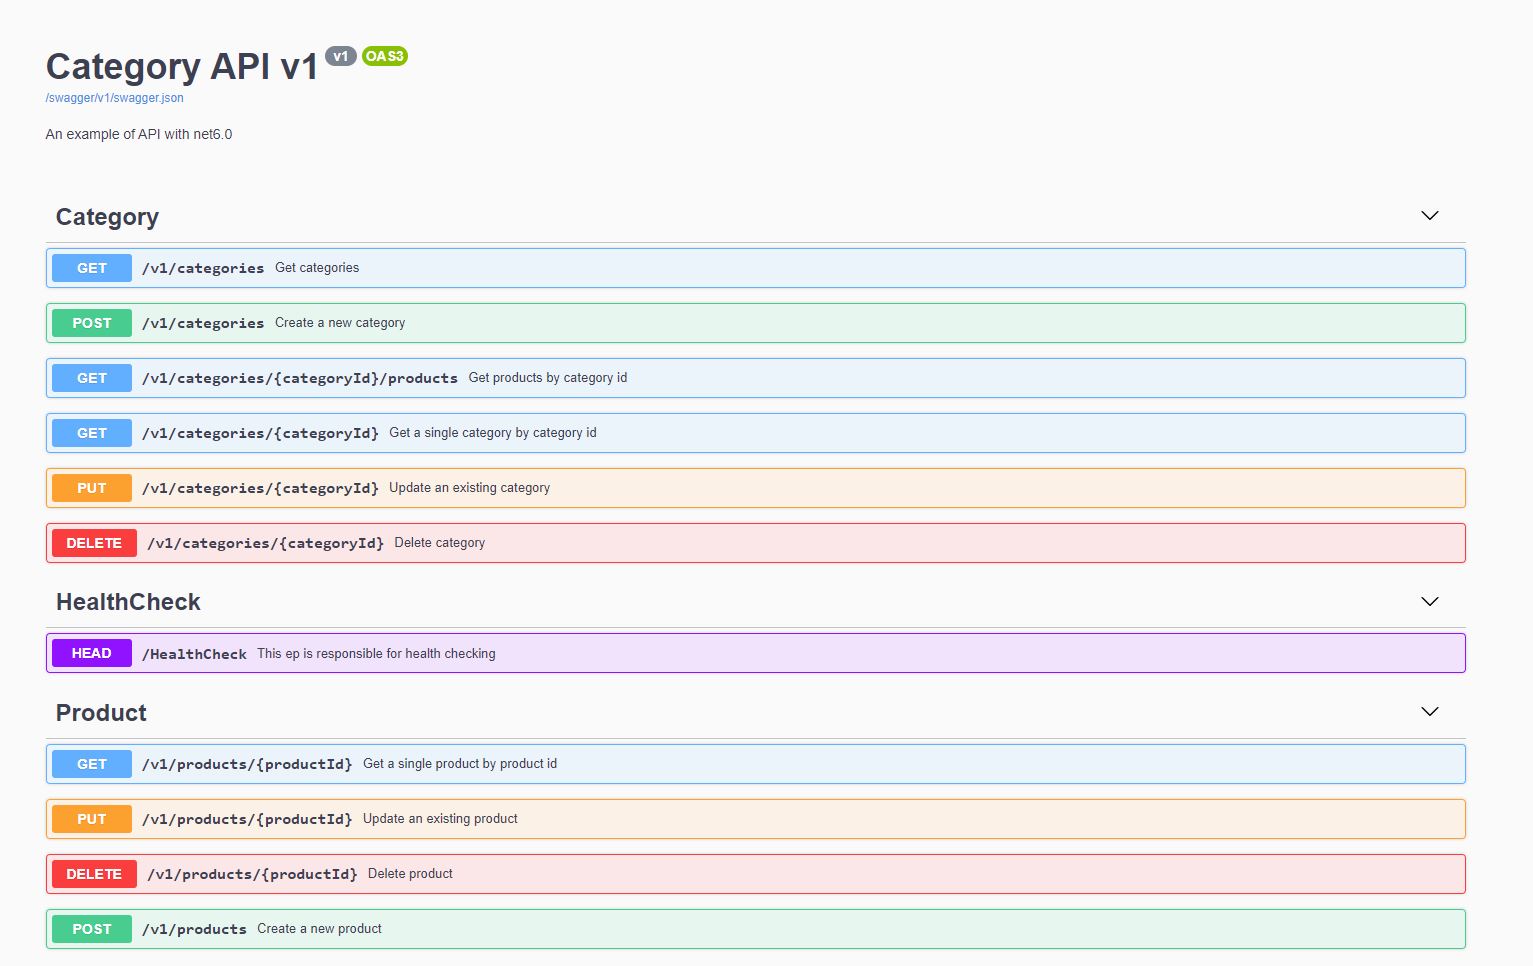 Category API v1 v1 OAS3
/swagger/v1/swagger.json
An example of API with net6.0
Category
GET /v1/categories Get categories
POST /v1/categories Create a new category
GET /v1/categories/{categoryId}/products Get products by category id
GET /v1/categories/{categoryId} Get a single category by category id
PUT /v1/categories/{categoryId} Update an existing category
DELETE /v1/categories/{categoryId} Delete category
HealthCheck
HEAD /HealthCheck This ep is responsible for health checking
Product
GET /v1/products/{productId} Get a single product by product id
PUT /v1/products/{productId} Update an existing product
DELETE /v1/products/{productId} Delete product
POST /v1/products Create a new product